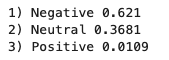 1) Negative 0.621
2) Neutral 0.3681
3) Positive 0.0109